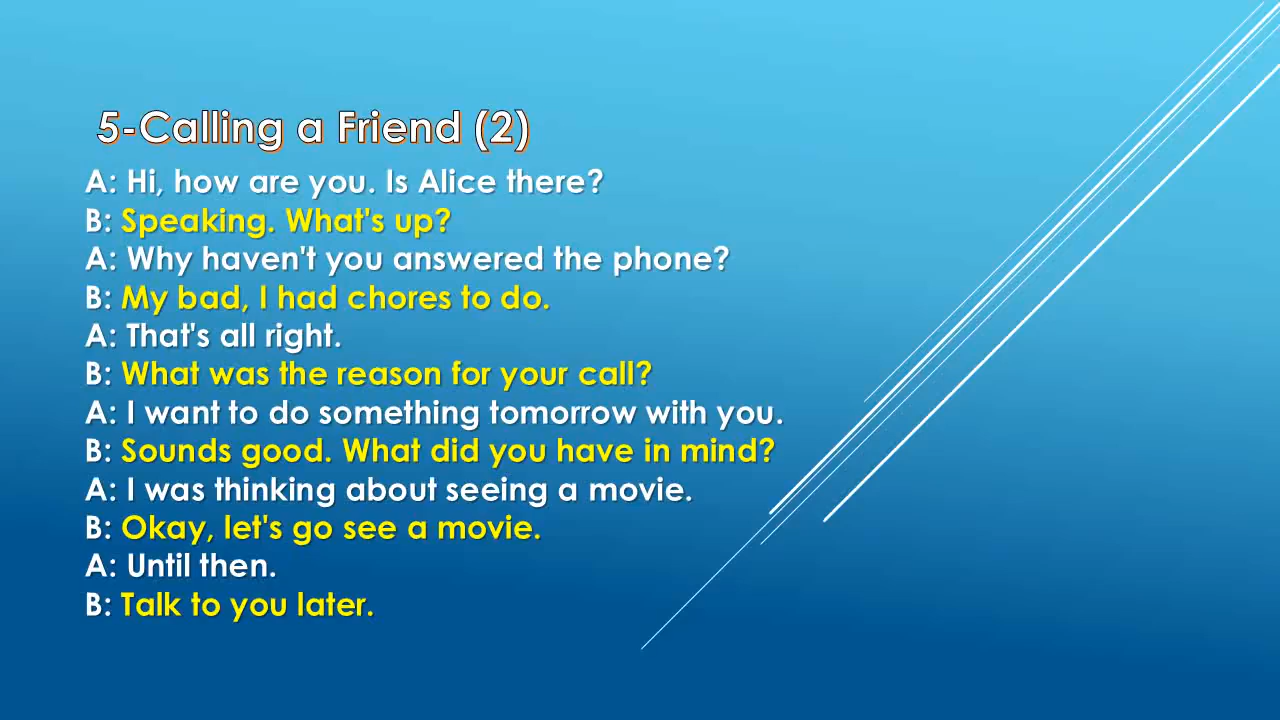 5-Calling a Friend (2)
A: Hi, how are you. Is Alice there?
B: Speaking. What's up?
A: Why haven't you answered the phone?
B: My bad, I had chores to do.
A: That's all right.
B: What was the reason for your call?
A: I want to do something tomorrow with you.
B: Sounds good. What did you have in mind?
A: I was thinking about seeing a movie.
B: Okay, let's go see a movie.
A: Until then.
B: Talk to you later.